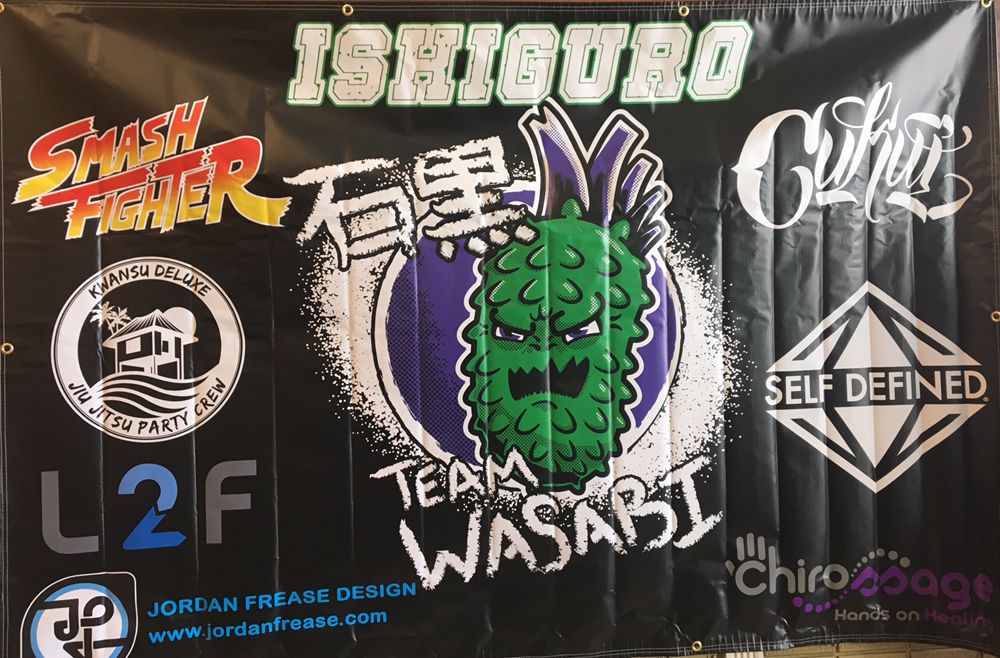 ISHIGURO
SMASH
FIGHTER
石黒
Cukui
KWANSU DELUXE
JIU JITSU PARTY CREW
SELF DEFINED®
L2F
TEAM
WASABI
JORDAN FREASE DESIGN
www.jordanfrease.com
Chirossage
Hands on Healing